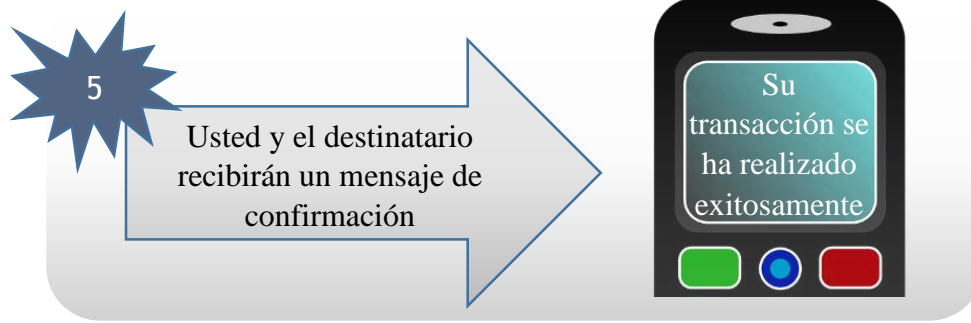 5
Usted y el destinatario
recibirán un mensaje de
confirmación
Su
transacción se
ha realizado
exitosamente